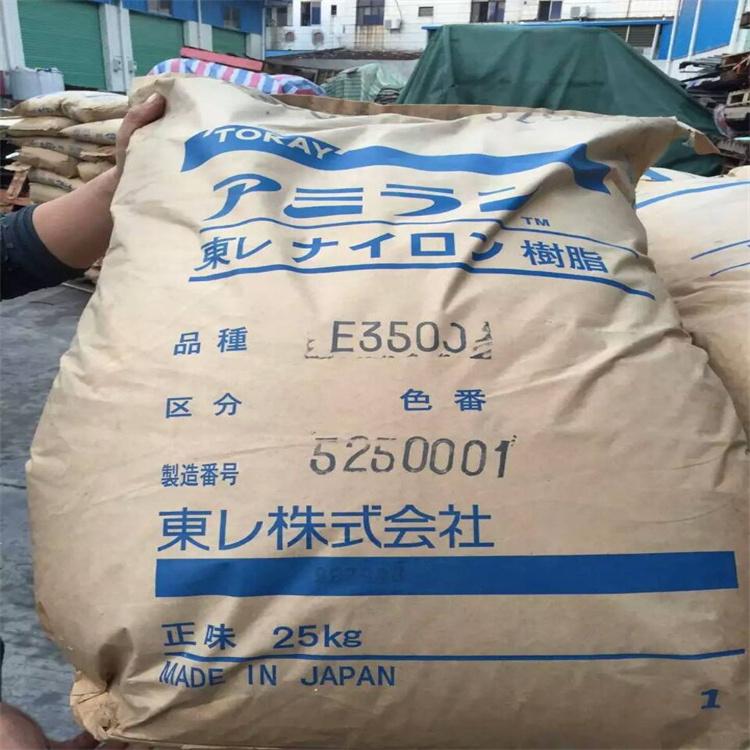 TORAY
アミラン™
東レ ナイロン 樹脂
品種 E3500
区分 色番
製造番号 5250001
東レ株式会社
正味 25kg
MADE IN JAPAN
1